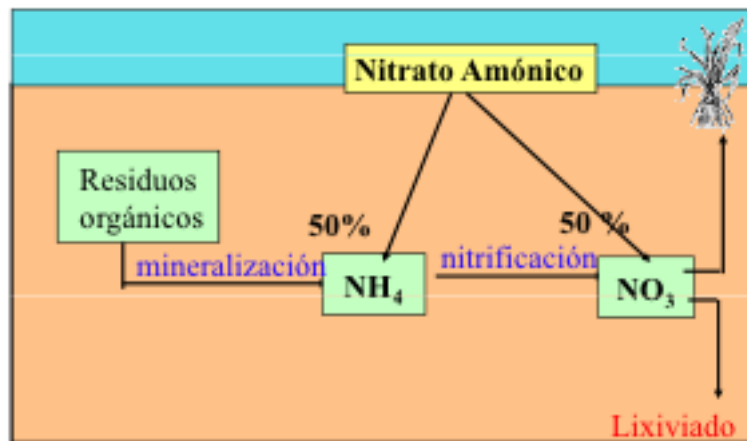 Nitrato Amónico
Residuos
orgánicos
50%
50 %
mineralización
nitrificación
NH₄
NO₃
Lixiviado